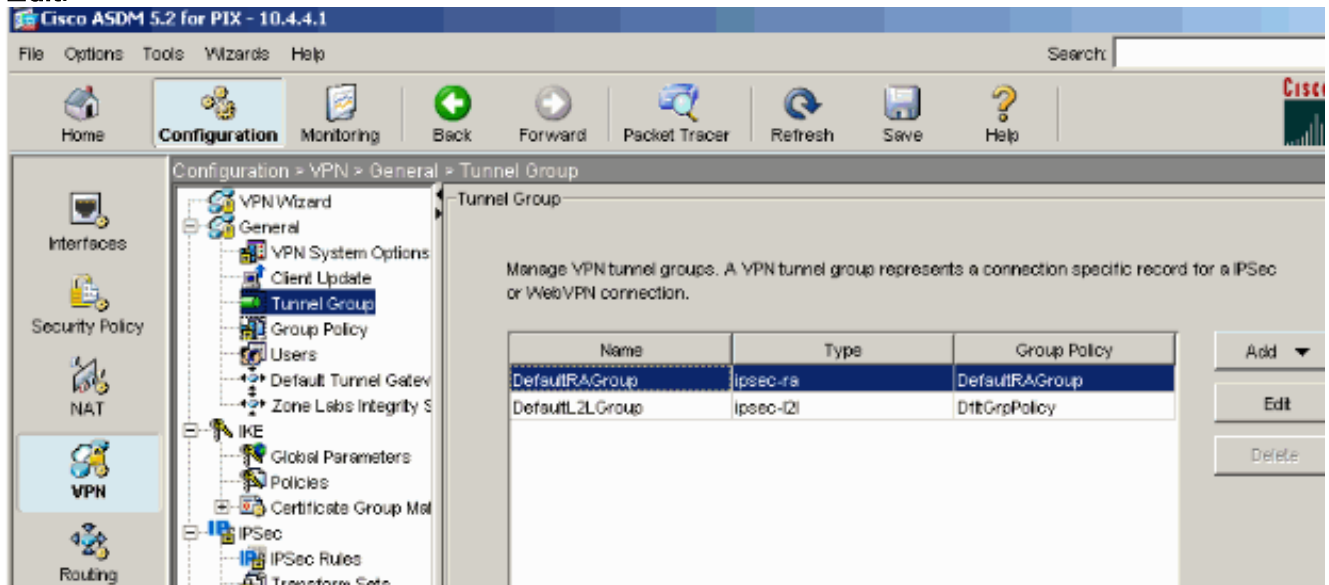 Cisco ASDM 5.2 for PIX - 10.4.4.1
File Options Tools Wizards Help Search:
Home Configuration Monitoring Back Forward Packet Tracer Refresh Save Help
Configuration > VPN > General > Tunnel Group
Interfaces
Security Policy
NAT
VPN
Routing
VPN Wizard
General
VPN System Options
Client Update
Tunnel Group
Group Policy
Users
Default Tunnel Gatew
Zone Labs Integrity S
IKE
Global Parameters
Policies
Certificate Group Mat
IPSec
IPSec Rules
Transform Sets
Tunnel Group
Manage VPN tunnel groups. A VPN tunnel group represents a connection specific record for a IPSec
or WebVPN connection.
Name Type Group Policy
DefaultRAGroup ipsec-ra DefaultRAGroup
DefaultL2LGroup ipsec-l2l DfltGrpPolicy
Add
Edit
Delete